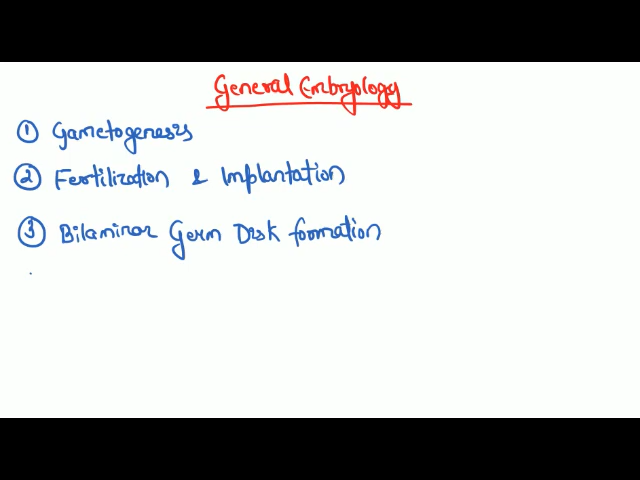 General Embryology
① Gametogenesis
② Fertilization & Implantation
③ Bilaminar Germ Disk formation